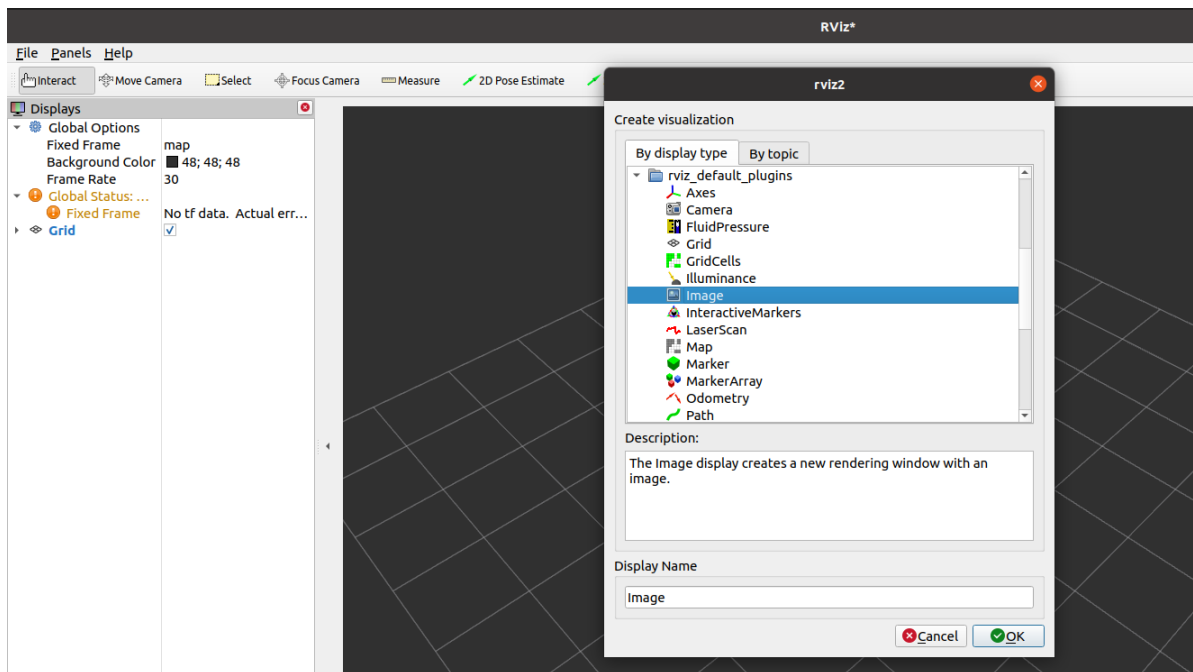 RViz*
File Panels Help
Interact Move Camera Select Focus Camera Measure 2D Pose Estimate
Displays
Global Options
Fixed Frame map
Background Color 48; 48; 48
Frame Rate 30
Global Status: ...
Fixed Frame No tf data. Actual err...
Grid
rviz2
Create visualization
By display type By topic
rviz_default_plugins
Axes
Camera
FluidPressure
Grid
GridCells
Illuminance
Image
InteractiveMarkers
LaserScan
Map
Marker
MarkerArray
Odometry
Path
Description:
The Image display creates a new rendering window with an
image.
Display Name
Image
Cancel OK